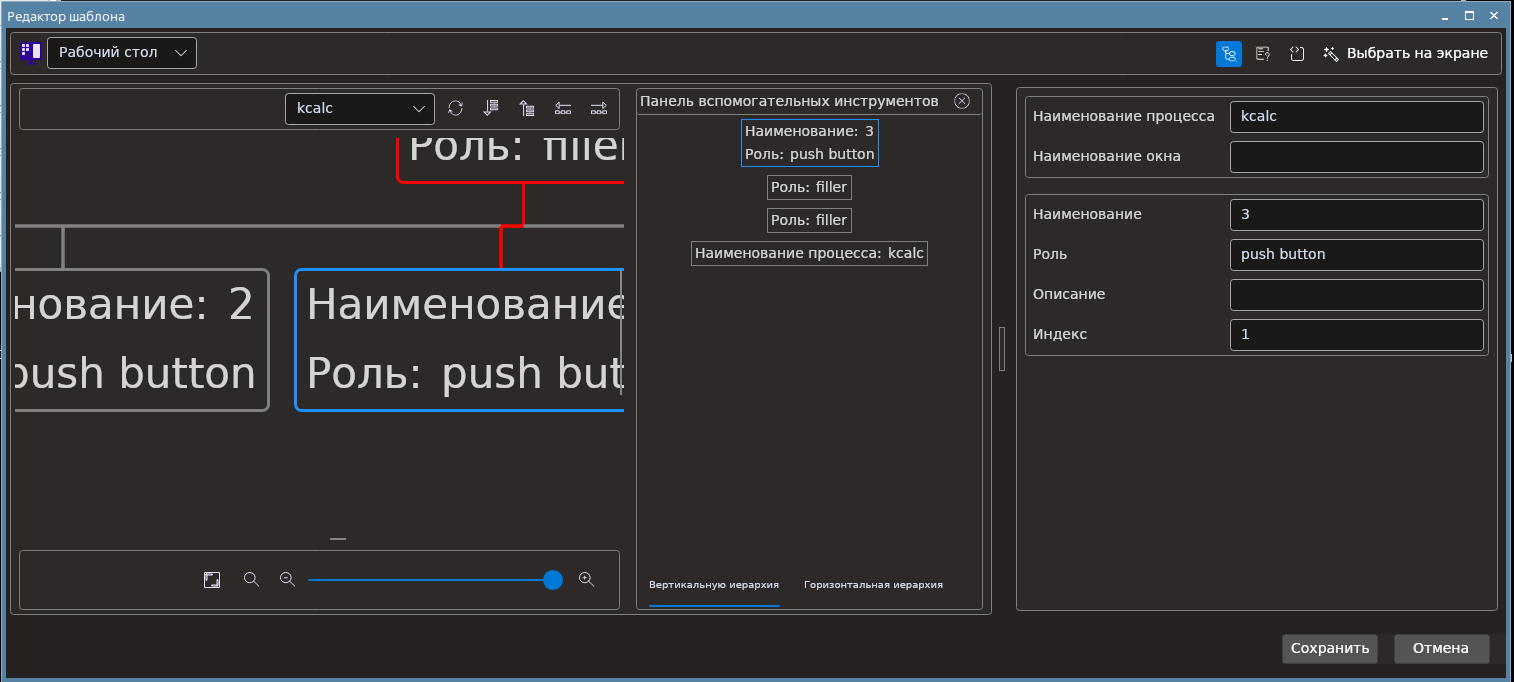 Редактор шаблона
Рабочий стол
Выбрать на экране
kcalc
Роль: filler
нование: 2
push button
Наименование
Роль: push but
Панель вспомогательных инструментов
Наименование: 3
Роль: push button
Роль: filler
Роль: filler
Наименование процесса: kcalc
Вертикальную иерархия
Горизонтальная иерархия
Наименование процесса
kcalc
Наименование окна
Наименование
3
Роль
push button
Описание
Индекс
1
Сохранить
Отмена